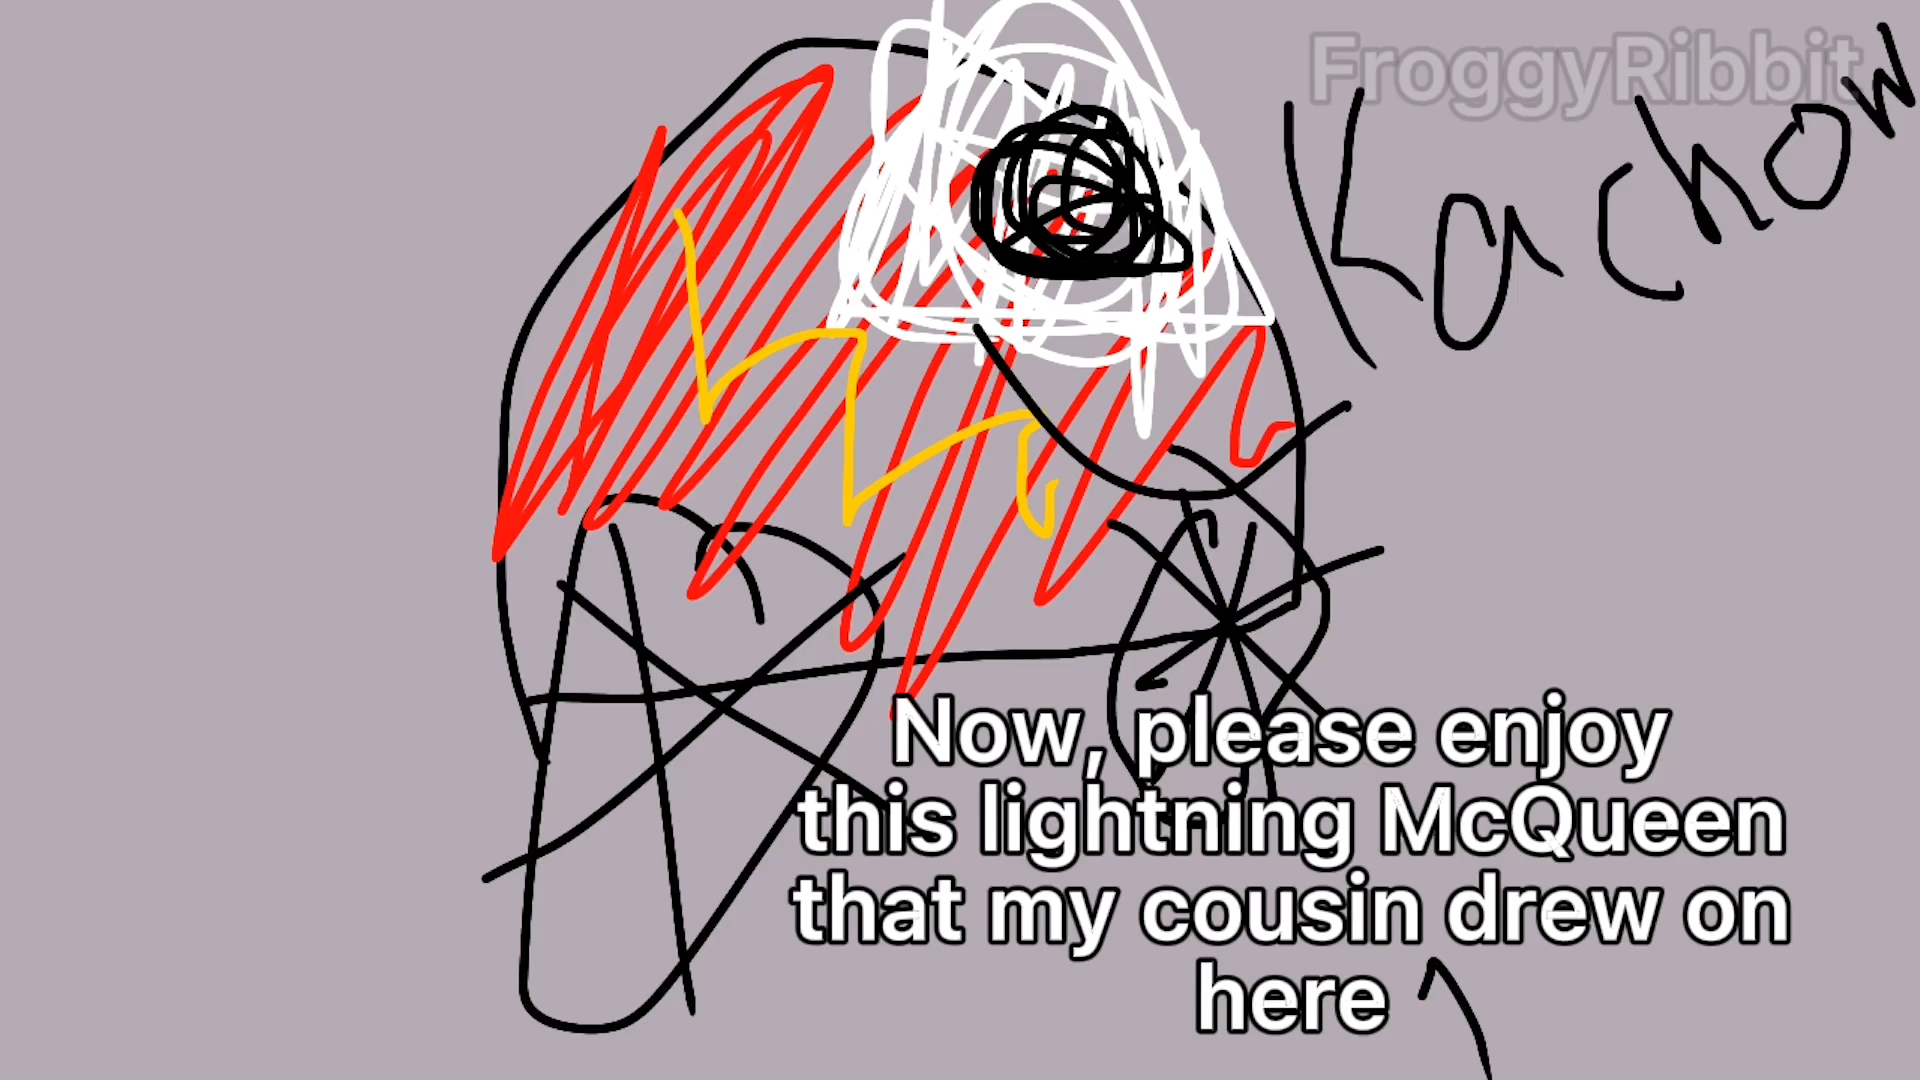 FroggyRibbit
Kachow
Now, please enjoy
this lightning McQueen
that my cousin drew on
here